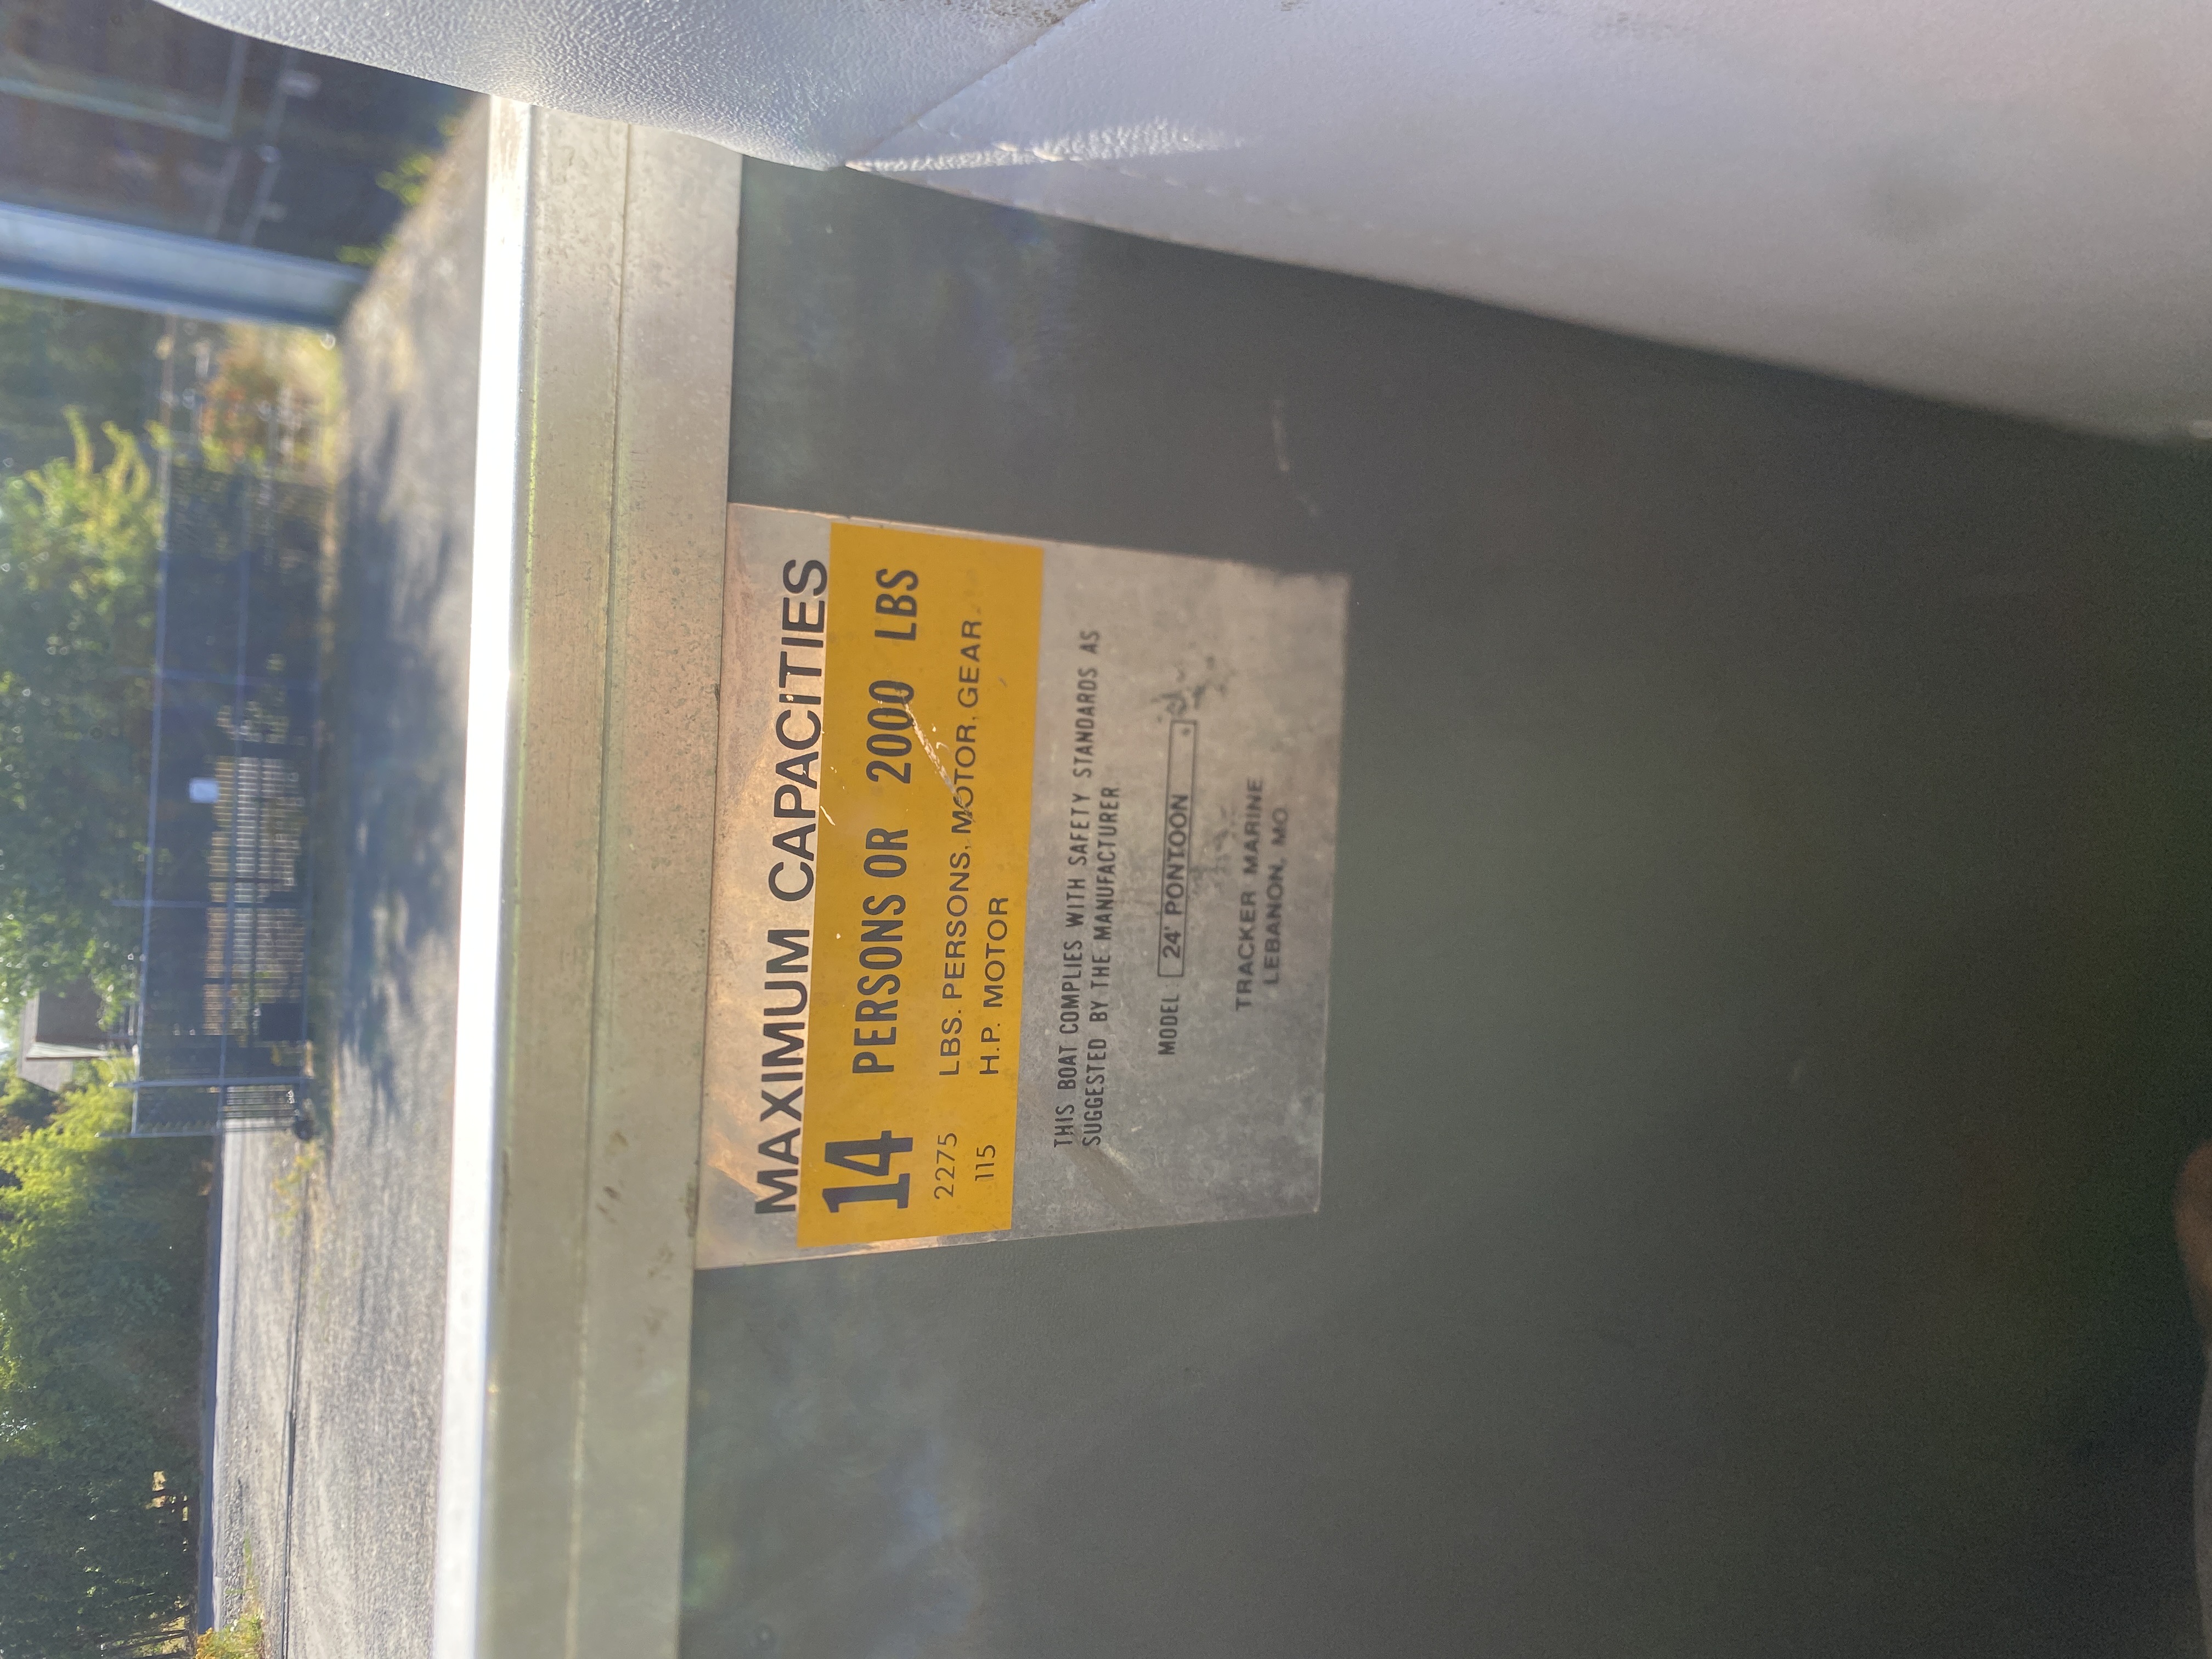 MAXIMUM CAPACITIES
14 PERSONS OR 2000 LBS
2275 LBS. PERSONS, MOTOR, GEAR
115 H.P. MOTOR
THIS BOAT COMPLIES WITH SAFETY STANDARDS AS
SUGGESTED BY THE MANUFACTURER.
MODEL 24' PONTOON
TRACKER MARINE
LEBANON, MO